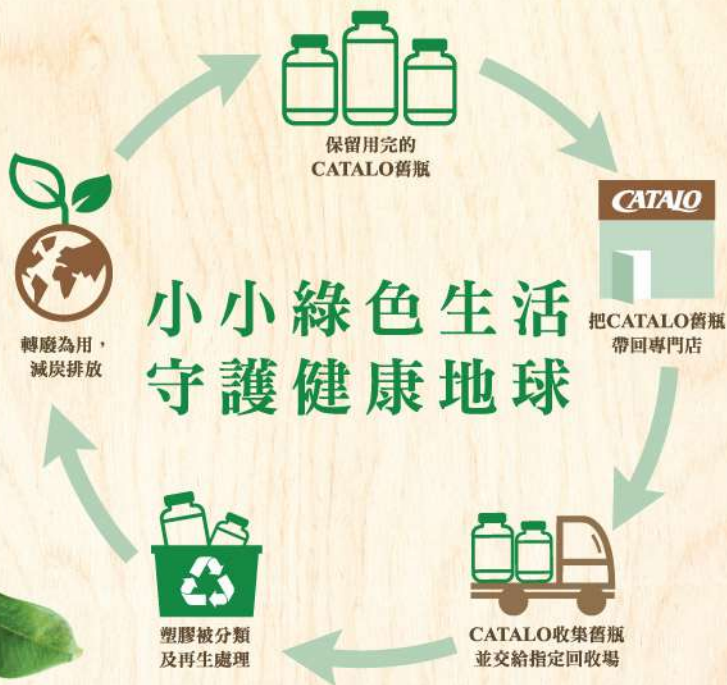 保留用完的
CATALO舊瓶
CATALO
把CATALO舊瓶
帶回專門店
小小綠色生活
守護健康地球
轉廢為用，
減炭排放
塑膠被分類
及再生處理
CATALO收集舊瓶
並交給指定回收場